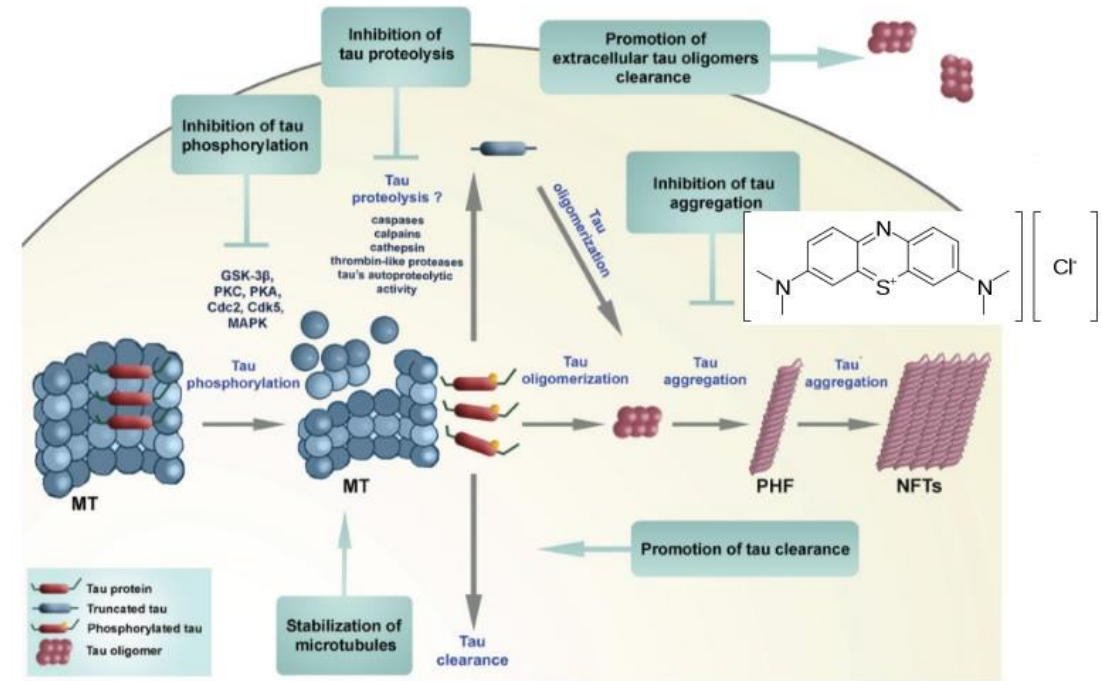 Inhibition of
tau proteolysis
Promotion of
extracellular tau oligomers
clearance
Inhibition of tau
phosphorylation
Inhibition of tau
aggregation
Tau
proteolysis ?
caspases
calpains
cathepsin
thrombin-like proteases
tau's autoproteolytic
activity
Tau
oligomerization
GSK-3β,
PKC, PKA,
Cdc2, Cdk5,
MAPK
N
N
S+
N
Cl-
Tau
phosphorylation
Tau
oligomerization
Tau
aggregation
Tau
aggregation
MT
MT
PHF
NFTs
Promotion of tau clearance
Stabilization of
microtubules
Tau
clearance
Tau protein
Truncated tau
Phosphorylated tau
Tau oligomer